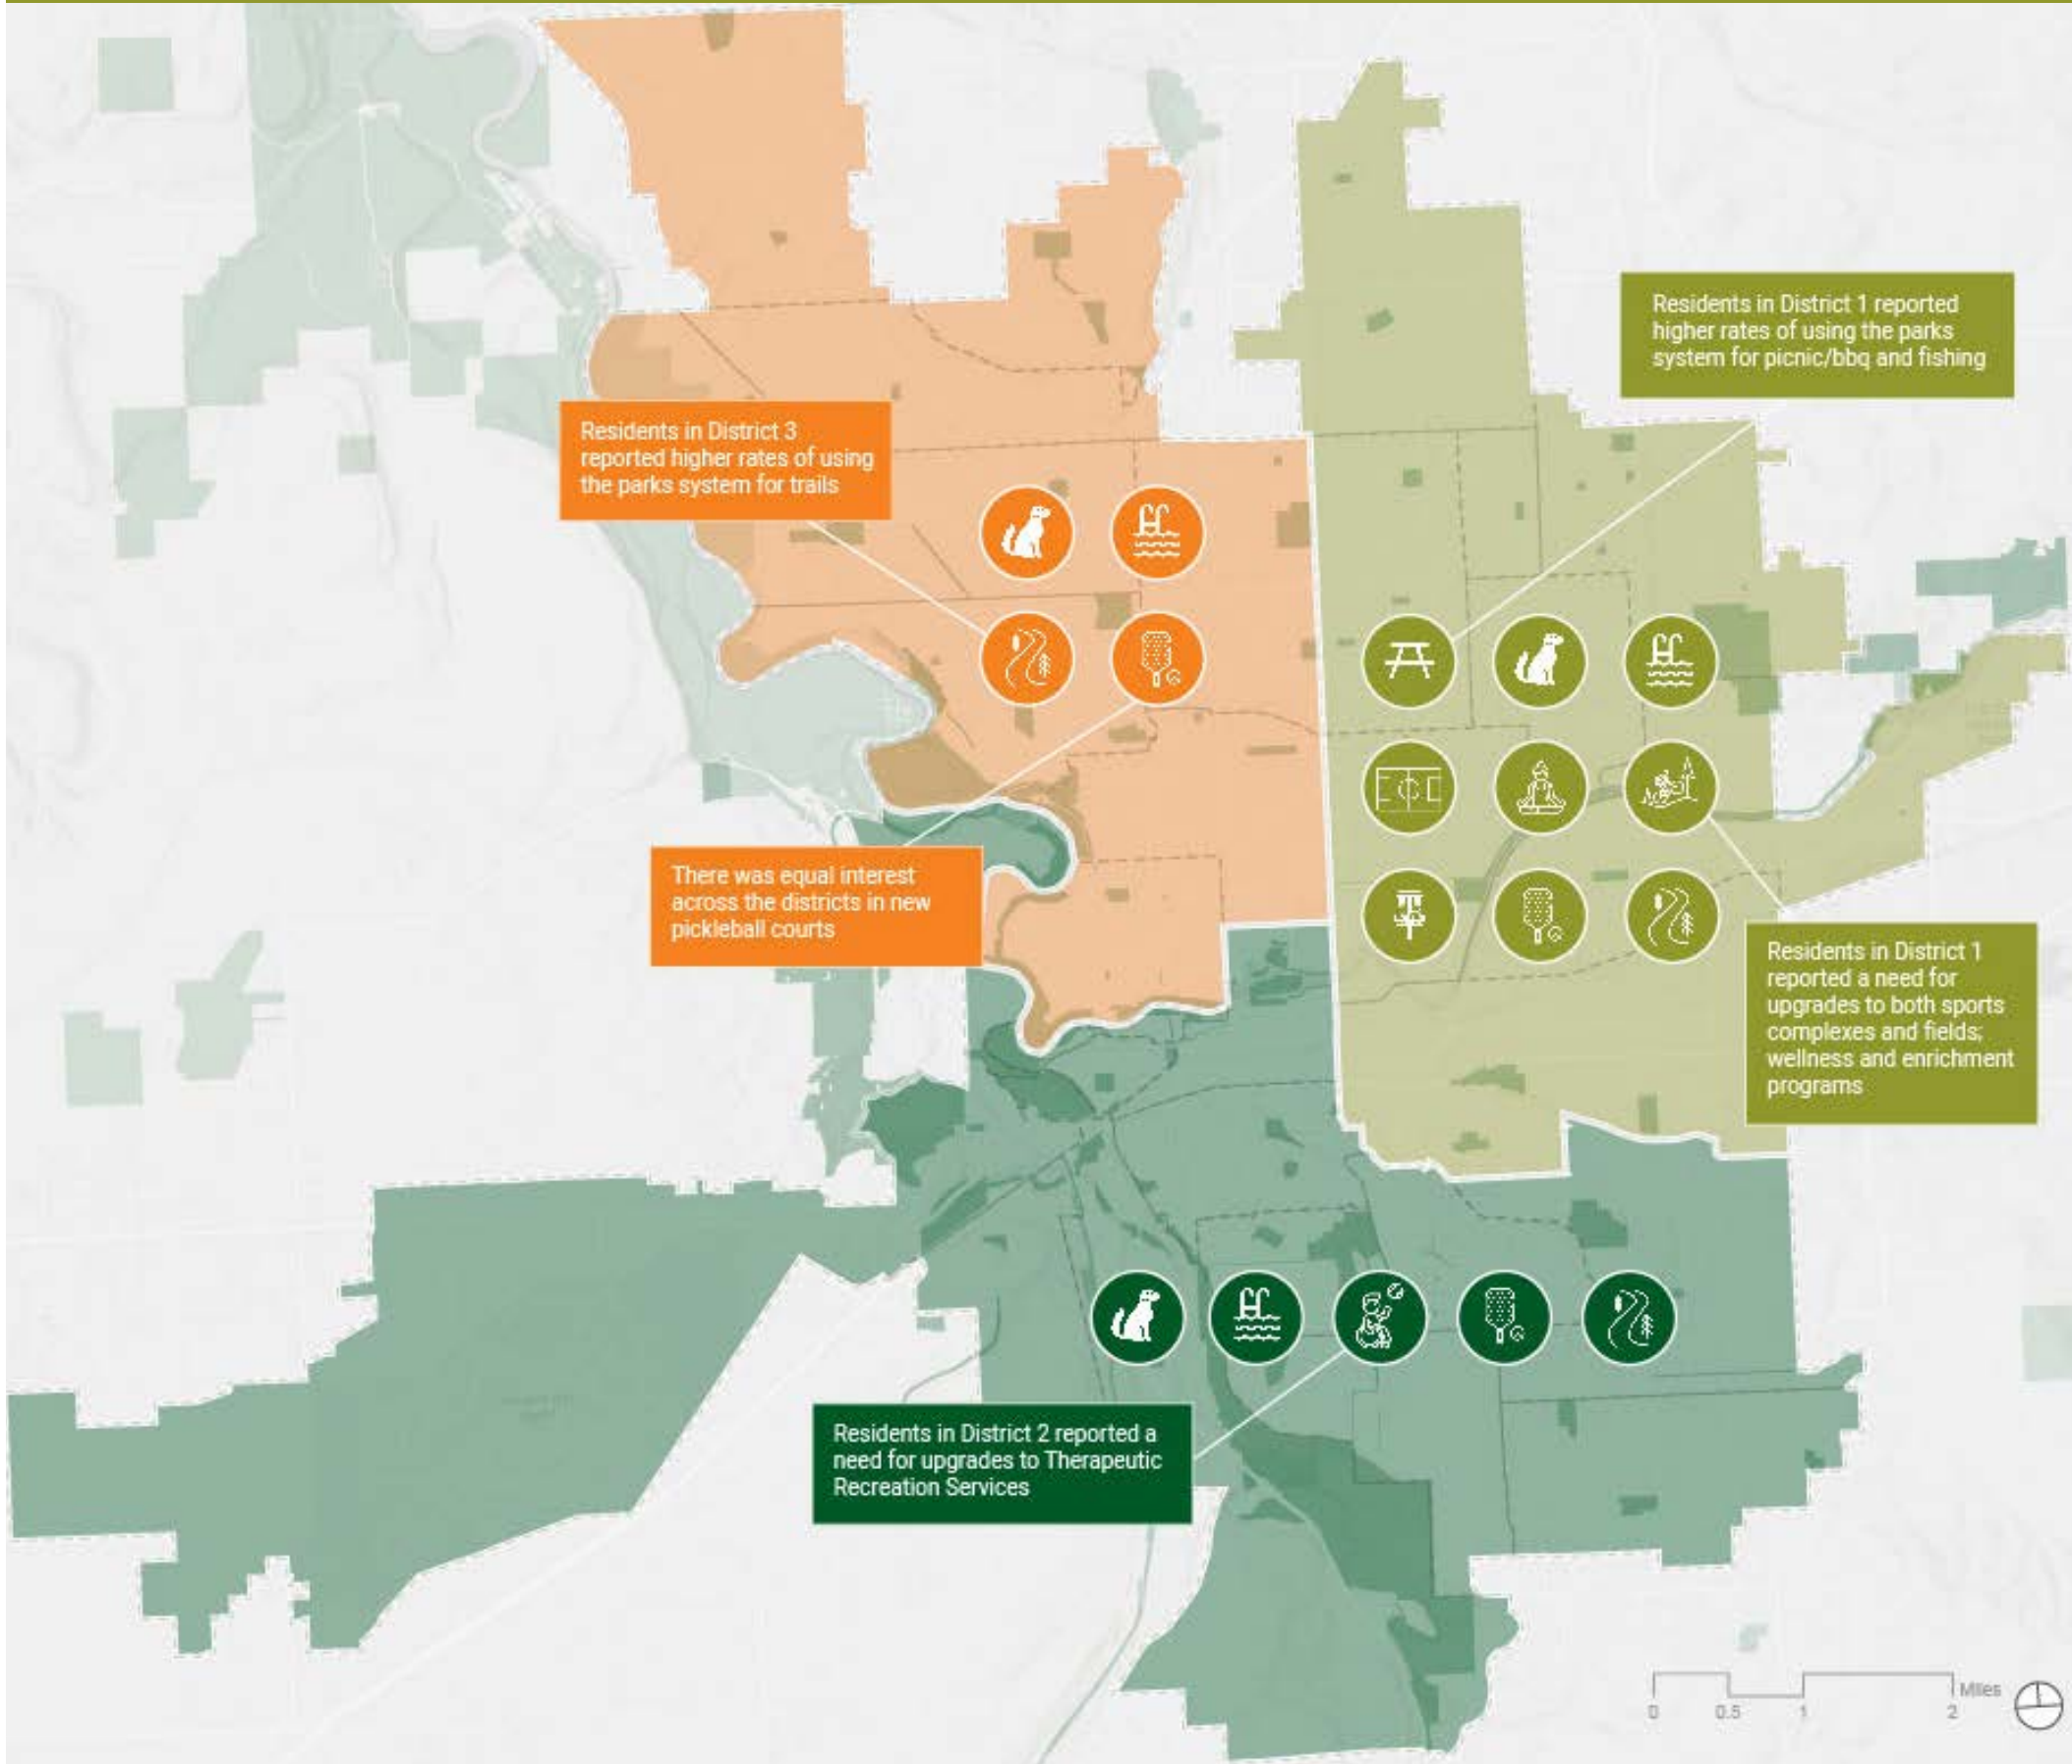 Residents in District 1 reported
higher rates of using the parks
system for picnic/bbq and fishing
Residents in District 3
reported higher rates of using
the parks system for trails
There was equal interest
across the districts in new
pickleball courts
Residents in District 1
reported a need for
upgrades to both sports
complexes and fields;
wellness and enrichment
programs
Residents in District 2 reported a
need for upgrades to Therapeutic
Recreation Services
Miles
0 0.5 1 2